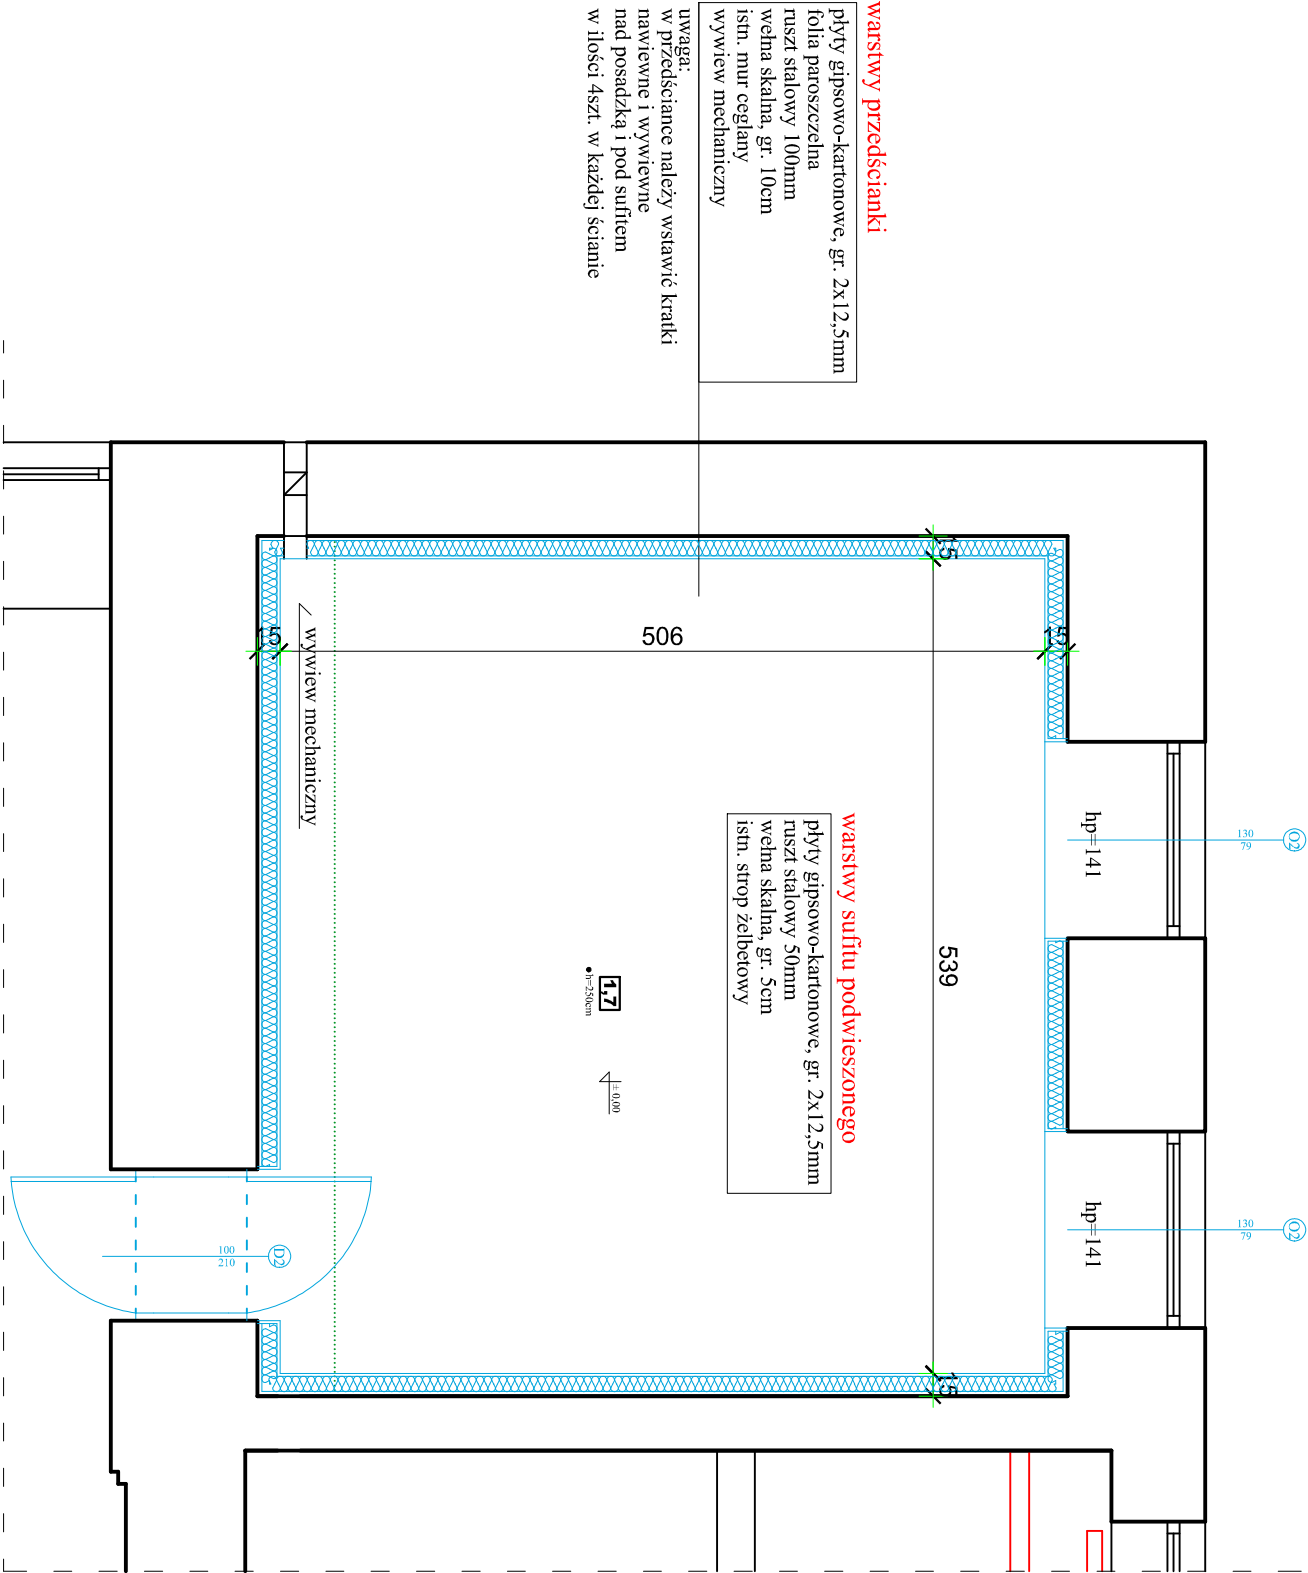 warstwy przedścianki
płyty gipsowo-kartonowe, gr. 2x12,5mm
folia paroszczelna
ruszt stalowy 100mm
wełna skalna, gr. 10cm
istn. mur ceglany
wywiew mechaniczny
uwaga:
w przedściance należy wstawić kratki
nawiewne i wywiewne
nad posadzką i pod sufitem
w ilości 4szt. w każdej ścianie
15
15
506
15
wywiew mechaniczny
hp=141
130
79
O2
warstwy sufitu podwieszonego
płyty gipsowo-kartonowe, gr. 2x12,5mm
ruszt stalowy 50mm
wełna skalna, gr. 5cm
istn. strop żelbetowy
539
1,7
h=250cm
± 0,00
hp=141
130
79
O2
D2
100
210
15